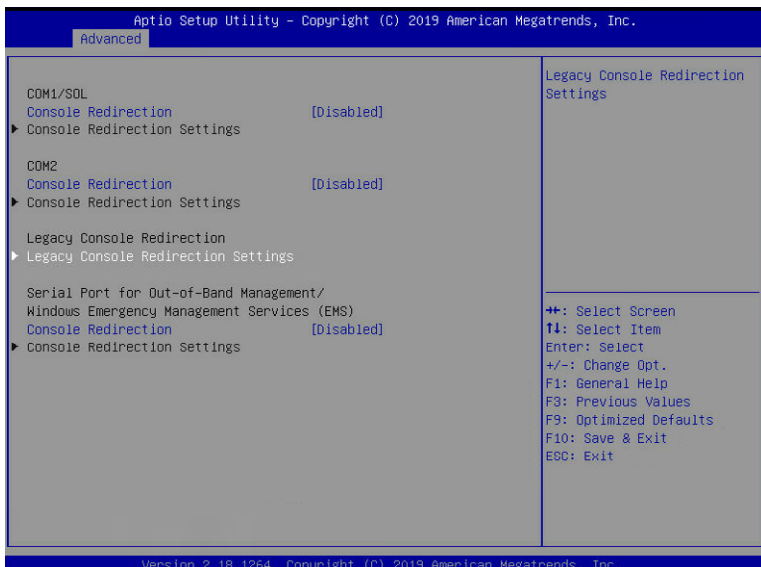 Aptio Setup Utility – Copyright (C) 2019 American Megatrends, Inc.
Advanced
COM1/SOL
Console Redirection [Disabled]
▶ Console Redirection Settings
COM2
Console Redirection [Disabled]
▶ Console Redirection Settings
Legacy Console Redirection
▶ Legacy Console Redirection Settings
Serial Port for Out-of-Band Management/
Windows Emergency Management Services (EMS)
Console Redirection [Disabled]
▶ Console Redirection Settings
Legacy Console Redirection
Settings
→←: Select Screen
↑↓: Select Item
Enter: Select
+/-: Change Opt.
F1: General Help
F3: Previous Values
F9: Optimized Defaults
F10: Save & Exit
ESC: Exit
Version 2.18.1264. Copyright (C) 2019 American Megatrends, Inc.